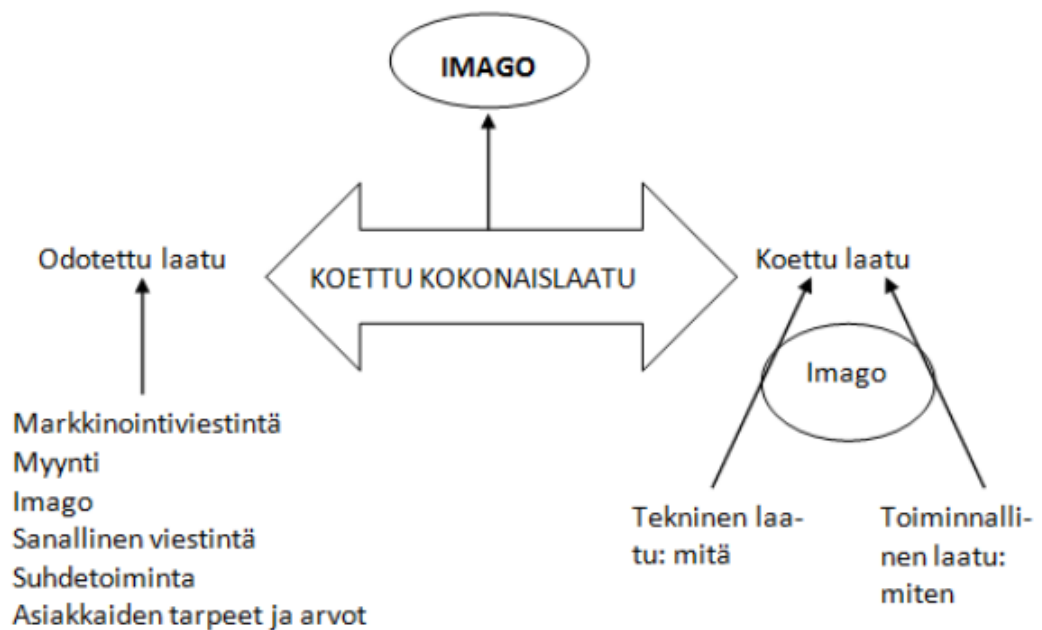 IMAGO
Odotettu laatu
KOETTU KOKONAISLAATU
Koettu laatu
Imago
Markkinointiviestintä
Myynti
Imago
Sanallinen viestintä
Suhdetoiminta
Asiakkaiden tarpeet ja arvot
Tekninen laa-
tu: mitä
Toiminnalli-
nen laatu:
miten